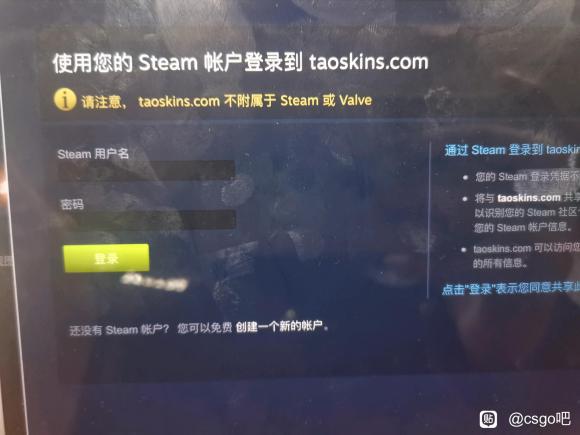 使用您的 Steam 帐户登录到 taoskins.com
请注意， taoskins.com 不附属于 Steam 或 Valve
Steam 用户名
密码
登录
还没有 Steam 帐户? 您可以免费 创建一个新的帐户。
通过 Steam 登录到 taoskin
您的 Steam 登录凭据不
将与 taoskins.com 共享
以识别您的 Steam 社区
您的 Steam 帐户信息。
taoskins.com 可以访问您
的所有信息。
点击“登录”表示您同意共享此
贴 @csgo吧